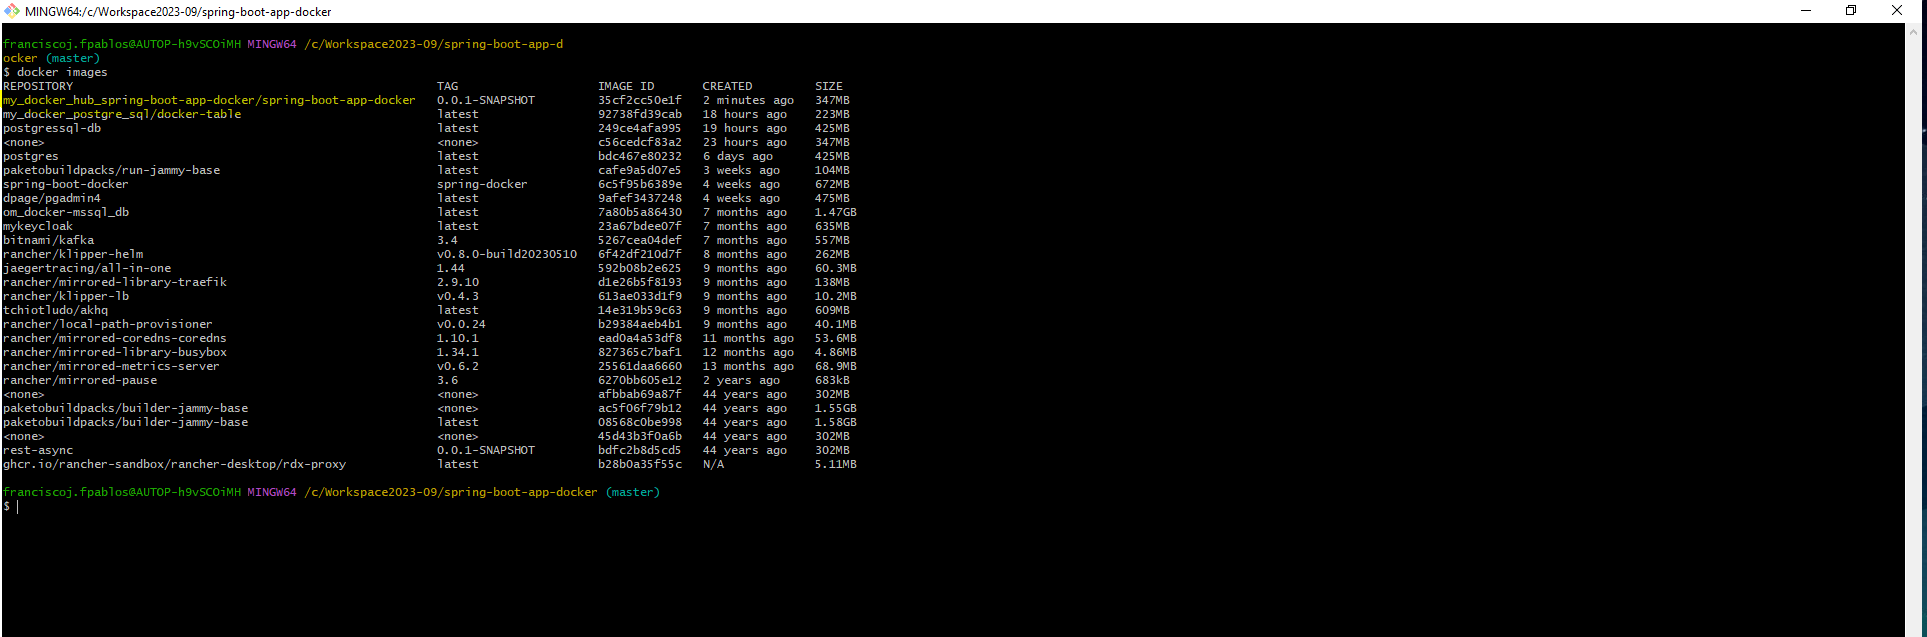 MINGW64:/c/Workspace2023-09/spring-boot-app-docker
franciscoj.fpablos@AUTOP-h9vSCOiMH MINGW64 /c/Workspace2023-09/spring-boot-app-d
ocker (master)
$ docker images
REPOSITORY TAG IMAGE ID CREATED SIZE
my_docker_hub_spring-boot-app-docker/spring-boot-app-docker 0.0.1-SNAPSHOT 35cf2cc50e1f 2 minutes ago 347MB
my_docker_postgre_sql/docker-table latest 92738fd39cab 18 hours ago 223MB
postgressql-db latest 249ce4afa995 19 hours ago 425MB
<none> <none> c56cedcf83a2 23 hours ago 347MB
postgres latest bdc467e80232 6 days ago 425MB
paketobuildpacks/run-jammy-base latest cafe9a5d07e5 3 weeks ago 104MB
spring-boot-docker spring-docker 6c5f95b6389e 4 weeks ago 672MB
dpage/pgadmin4 latest 9afef3437248 4 weeks ago 475MB
om_docker-mssql_db latest 7a80b5a86430 7 months ago 1.47GB
mykeycloak latest 23a67bdee07f 7 months ago 635MB
bitnami/kafka 3.4 5267cea04def 7 months ago 557MB
rancher/klipper-helm v0.8.0-build20230510 6f42df210d7f 8 months ago 262MB
jaegertracing/all-in-one 1.44 592b08b2e625 9 months ago 60.3MB
rancher/mirrored-library-traefik 2.9.10 d1e26b5f8193 9 months ago 138MB
rancher/klipper-lb v0.4.3 613ae033d1f9 9 months ago 10.2MB
tchiotludo/akhq latest 14e319b59c63 9 months ago 609MB
rancher/local-path-provisioner v0.0.24 b29384aeb4b1 9 months ago 40.1MB
rancher/mirrored-coredns-coredns 1.10.1 ead0a4a53df8 11 months ago 53.6MB
rancher/mirrored-library-busybox 1.34.1 827365c7baf1 12 months ago 4.86MB
rancher/mirrored-metrics-server v0.6.2 25561daa6660 13 months ago 68.9MB
rancher/mirrored-pause 3.6 6270bb605e12 2 years ago 683kB
<none> <none> afbbab69a87f 44 years ago 302MB
paketobuildpacks/builder-jammy-base <none> ac5f06f79b12 44 years ago 1.55GB
paketobuildpacks/builder-jammy-base latest 08568c0be998 44 years ago 1.58GB
<none> <none> 45d43b3f0a6b 44 years ago 302MB
rest-async 0.0.1-SNAPSHOT bdfc2b8d5cd5 44 years ago 302MB
ghcr.io/rancher-sandbox/rancher-desktop/rdx-proxy latest b28b0a35f55c N/A 5.11MB
franciscoj.fpablos@AUTOP-h9vSCOiMH MINGW64 /c/Workspace2023-09/spring-boot-app-docker (master)
$